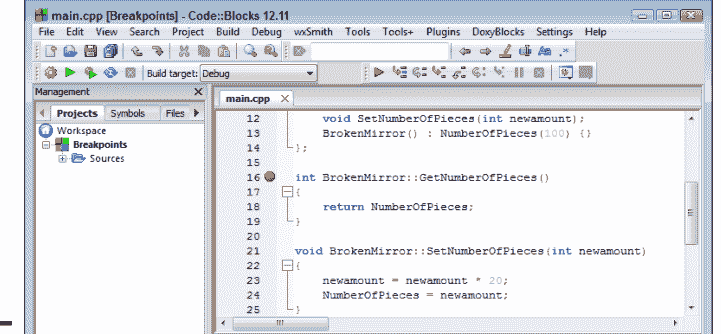 main.cpp [Breakpoints] - Code::Blocks 12.11
File Edit View Search Project Build Debug wxSmith Tools Tools+ Plugins DoxyBlocks Settings Help
Build target: Debug
Management
main.cpp
Projects Symbols Files
Workspace
Breakpoints
Sources
12 void SetNumberOfPieces(int newamount);
13 BrokenMirror() : NumberOfPieces(100) {}
14 };
15
16 int BrokenMirror::GetNumberOfPieces()
17 {
18 return NumberOfPieces;
19 }
20
21 void BrokenMirror::SetNumberOfPieces(int newamount)
22 {
23 newamount = newamount * 20;
24 NumberOfPieces = newamount;
25 }